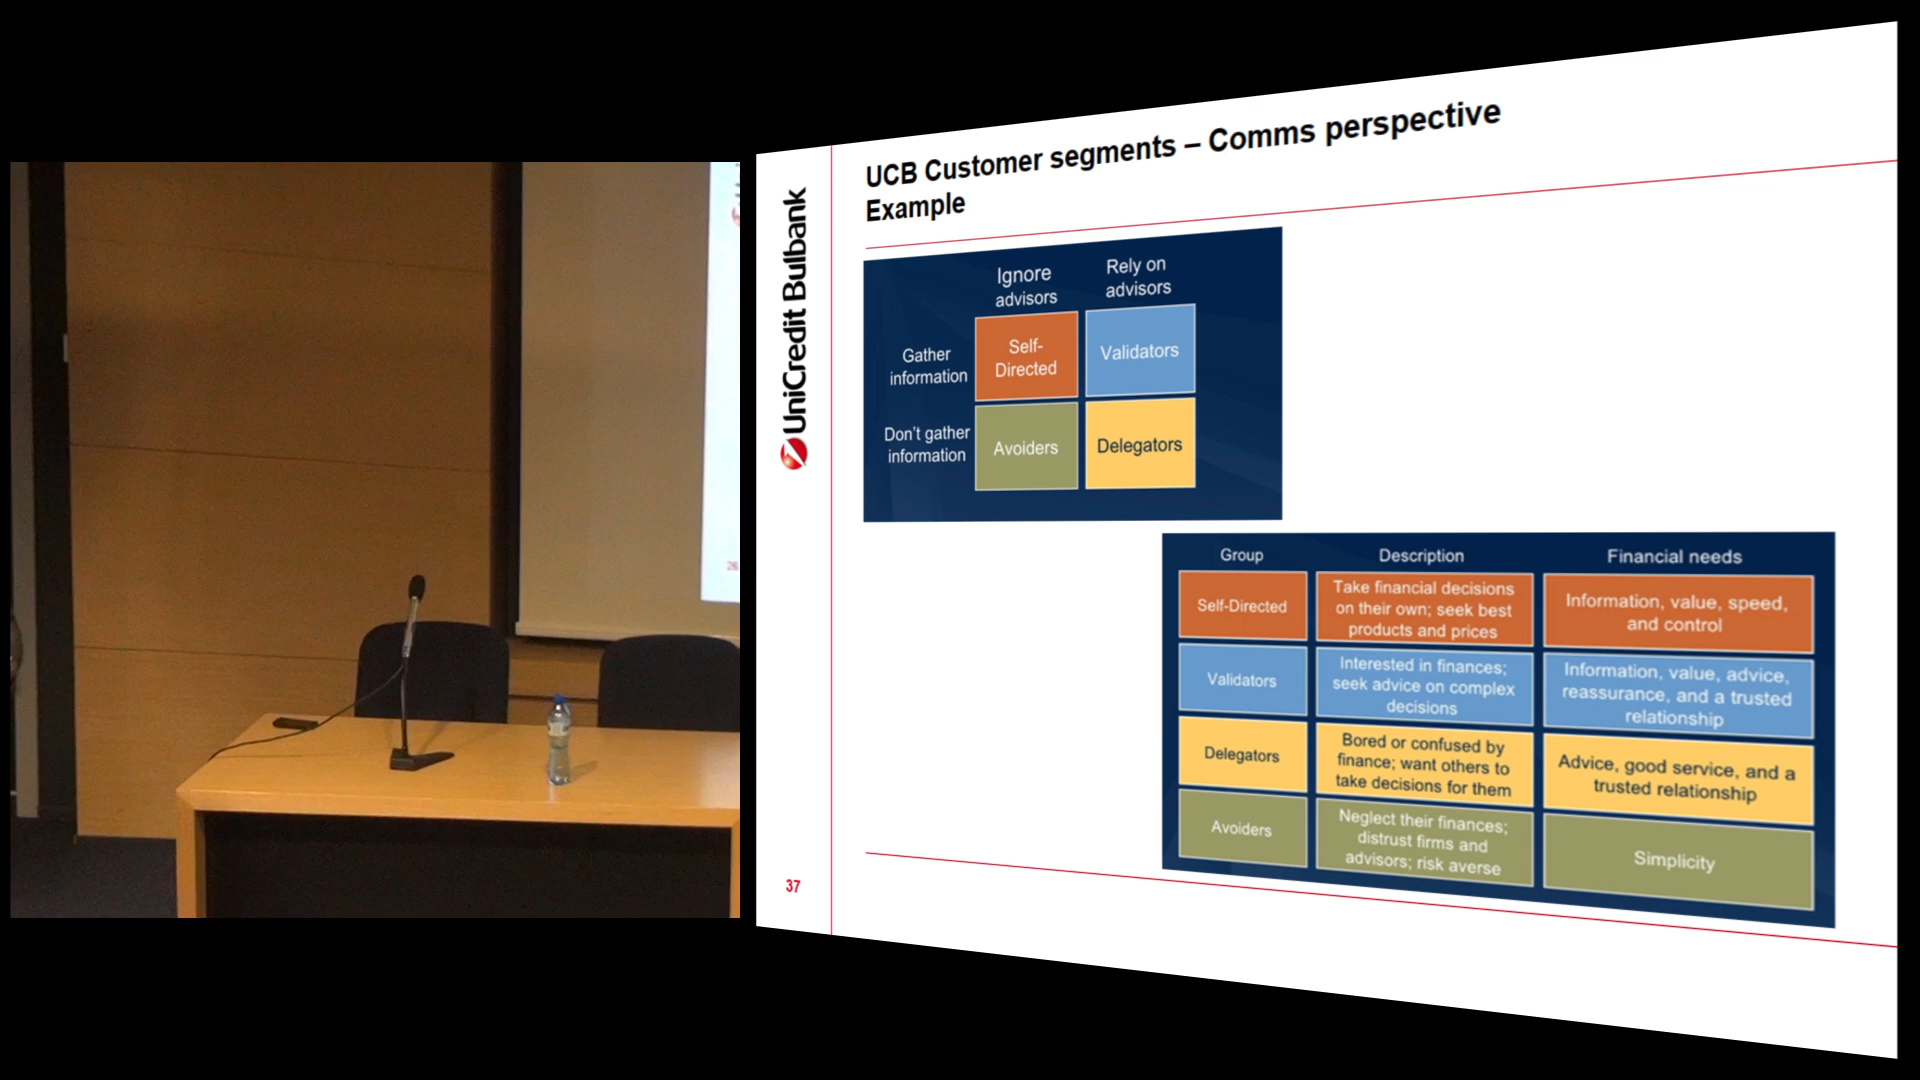 UCB Customer segments – Comms perspective
Example
UniCredit Bulbank
Ignore
advisors
Rely on
advisors
Gather
information
Self-
Directed
Validators
Don't gather
information
Avoiders
Delegators
Group
Description
Financial needs
Self-Directed
Take financial decisions
on their own; seek best
products and prices
Information, value, speed,
and control
Validators
Interested in finances;
seek advice on complex
decisions
Information, value, advice,
reassurance, and a trusted
relationship
Delegators
Bored or confused by
finance; want others to
take decisions for them
Advice, good service, and a
trusted relationship
Avoiders
Neglect their finances;
distrust firms and
advisors; risk averse
Simplicity
37